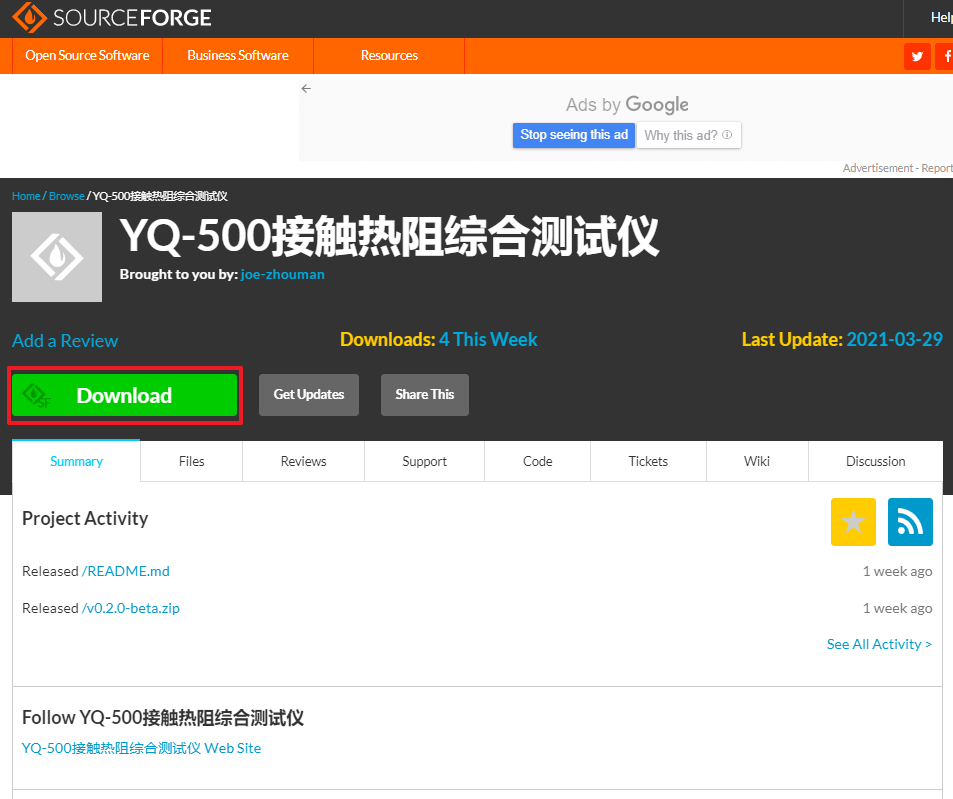 SOURCEFORGE
Help
Open Source Software Business Software Resources
Ads by Google
Stop seeing this ad Why this ad?
Advertisement - Report
Home / Browse / YQ-500接触热阻综合测试仪
YQ-500接触热阻综合测试仪
Brought to you by: joe-zhouman
Add a Review Downloads: 4 This Week Last Update: 2021-03-29
SF Download Get Updates Share This
Summary Files Reviews Support Code Tickets Wiki Discussion
Project Activity
Released /README.md 1 week ago
Released /v0.2.0-beta.zip 1 week ago
See All Activity >
Follow YQ-500接触热阻综合测试仪
YQ-500接触热阻综合测试仪 Web Site